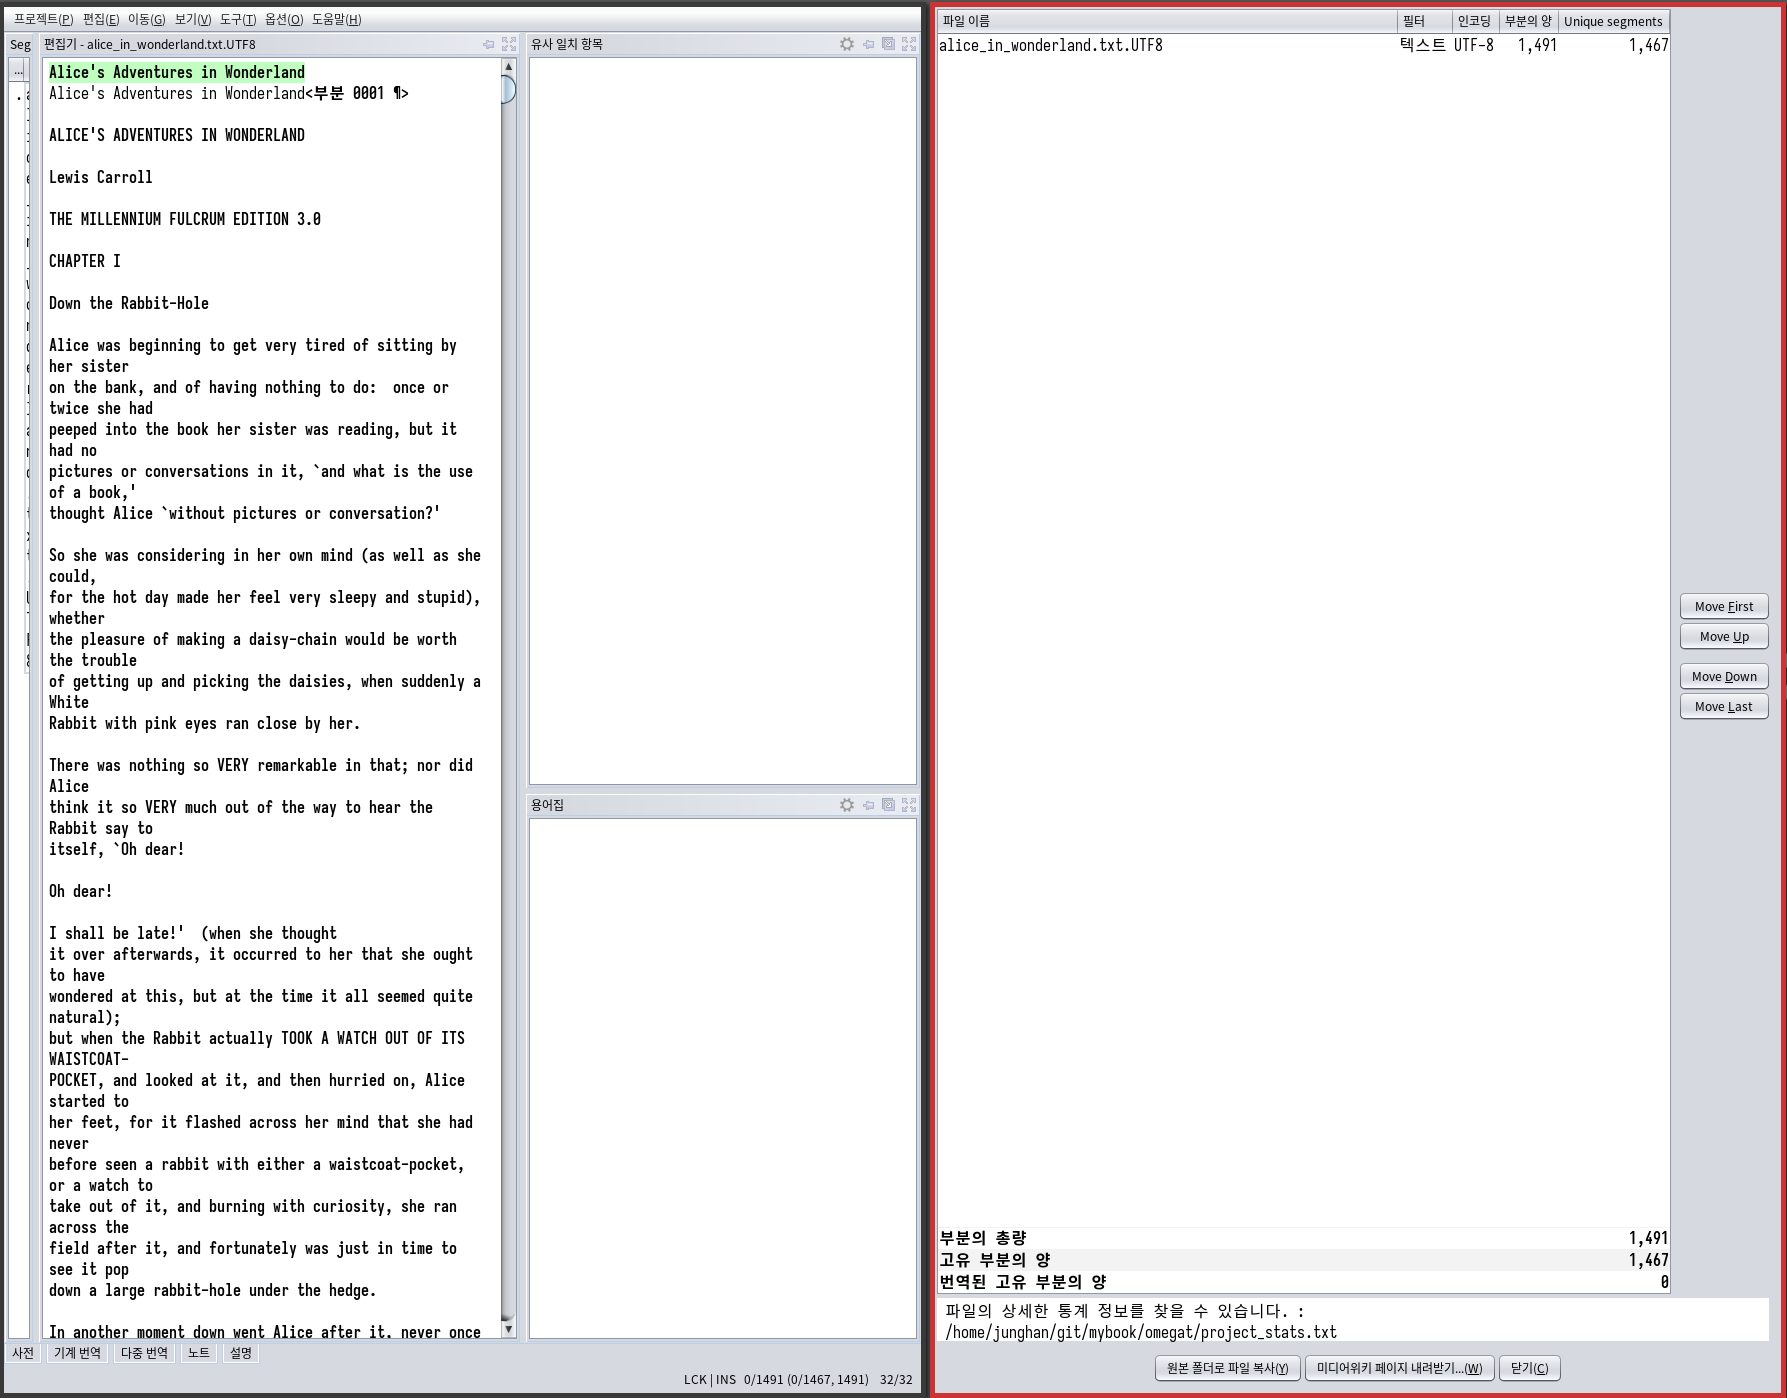 프로젝트(P) 편집(E) 이동(G) 보기(V) 도구(T) 옵션(O) 도움말(H)
Seg
...
편집기 - alice_in_wonderland.txt.UTF8
Alice's Adventures in Wonderland
Alice's Adventures in Wonderland<부분 0001 ¶>
ALICE'S ADVENTURES IN WONDERLAND
Lewis Carroll
THE MILLENNIUM FULCRUM EDITION 3.0
CHAPTER I
Down the Rabbit-Hole
Alice was beginning to get very tired of sitting by
her sister
on the bank, and of having nothing to do:  once or
twice she had
peeped into the book her sister was reading, but it
had no
pictures or conversations in it, `and what is the use
of a book,'
thought Alice `without pictures or conversation?'
So she was considering in her own mind (as well as she
could,
for the hot day made her feel very sleepy and stupid),
whether
the pleasure of making a daisy-chain would be worth
the trouble
of getting up and picking the daisies, when suddenly a
White
Rabbit with pink eyes ran close by her.
There was nothing so VERY remarkable in that; nor did
Alice
think it so VERY much out of the way to hear the
Rabbit say to
itself, `Oh dear!
Oh dear!
I shall be late!'  (when she thought
it over afterwards, it occurred to her that she ought
to have
wondered at this, but at the time it all seemed quite
natural);
but when the Rabbit actually TOOK A WATCH OUT OF ITS
WAISTCOAT-
POCKET, and looked at it, and then hurried on, Alice
started to
her feet, for it flashed across her mind that she had
never
before seen a rabbit with either a waistcoat-pocket,
or a watch to
take out of it, and burning with curiosity, she ran
across the
field after it, and fortunately was just in time to
see it pop
down a large rabbit-hole under the hedge.
In another moment down went Alice after it, never once
유사 일치 항목
용어집
사전 기계 번역 다중 번역 노트 설명
LCK | INS 0/1491 (0/1467, 1491) 32/32
파일 이름 필터 인코딩 부분의 양 Unique segments
alice_in_wonderland.txt.UTF8 텍스트 UTF-8 1,491 1,467
Move First
Move Up
Move Down
Move Last
부분의 총량 1,491
고유 부분의 양 1,467
번역된 고유 부분의 양 0
파일의 상세한 통계 정보를 찾을 수 있습니다. :
/home/junghan/git/mybook/omegat/project_stats.txt
원본 폴더로 파일 복사(Y) 미디어위키 페이지 내려받기...(W) 닫기(C)